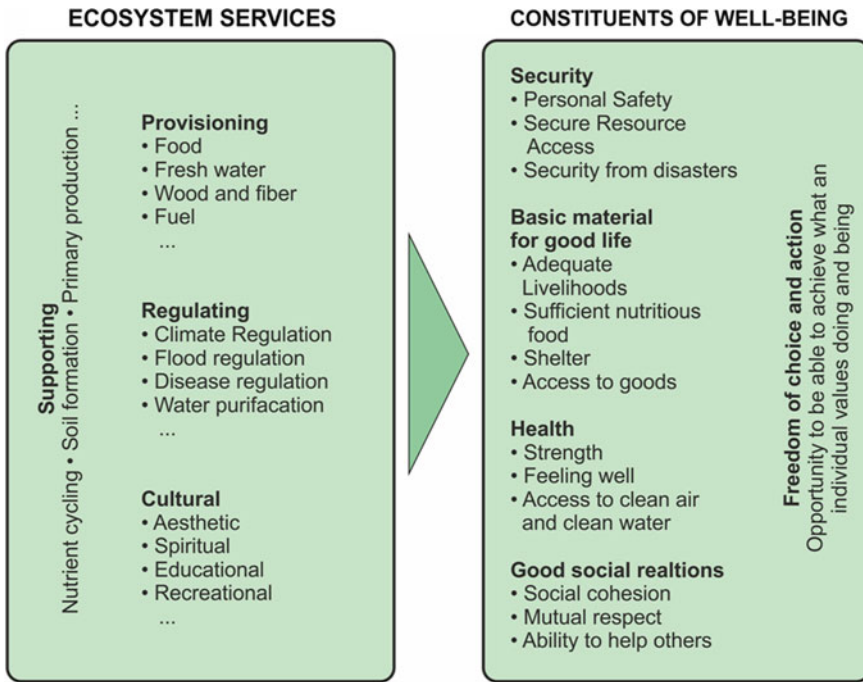 ECOSYSTEM SERVICES
Supporting
Nutrient cycling • Soil formation • Primary production ...
Provisioning
• Food
• Fresh water
• Wood and fiber
• Fuel
...
Regulating
• Climate Regulation
• Flood regulation
• Disease regulation
• Water purifacation
...
Cultural
• Aesthetic
• Spiritual
• Educational
• Recreational
...
CONSTITUENTS OF WELL-BEING
Security
• Personal Safety
• Secure Resource
Access
• Security from disasters
Basic material
for good life
• Adequate
Livelihoods
• Sufficient nutritious
food
• Shelter
• Access to goods
Health
• Strength
• Feeling well
• Access to clean air
and clean water
Good social realtions
• Social cohesion
• Mutual respect
• Ability to help others
Freedom of choice and action
Opportunity to be able to achieve what an
individual values doing and being